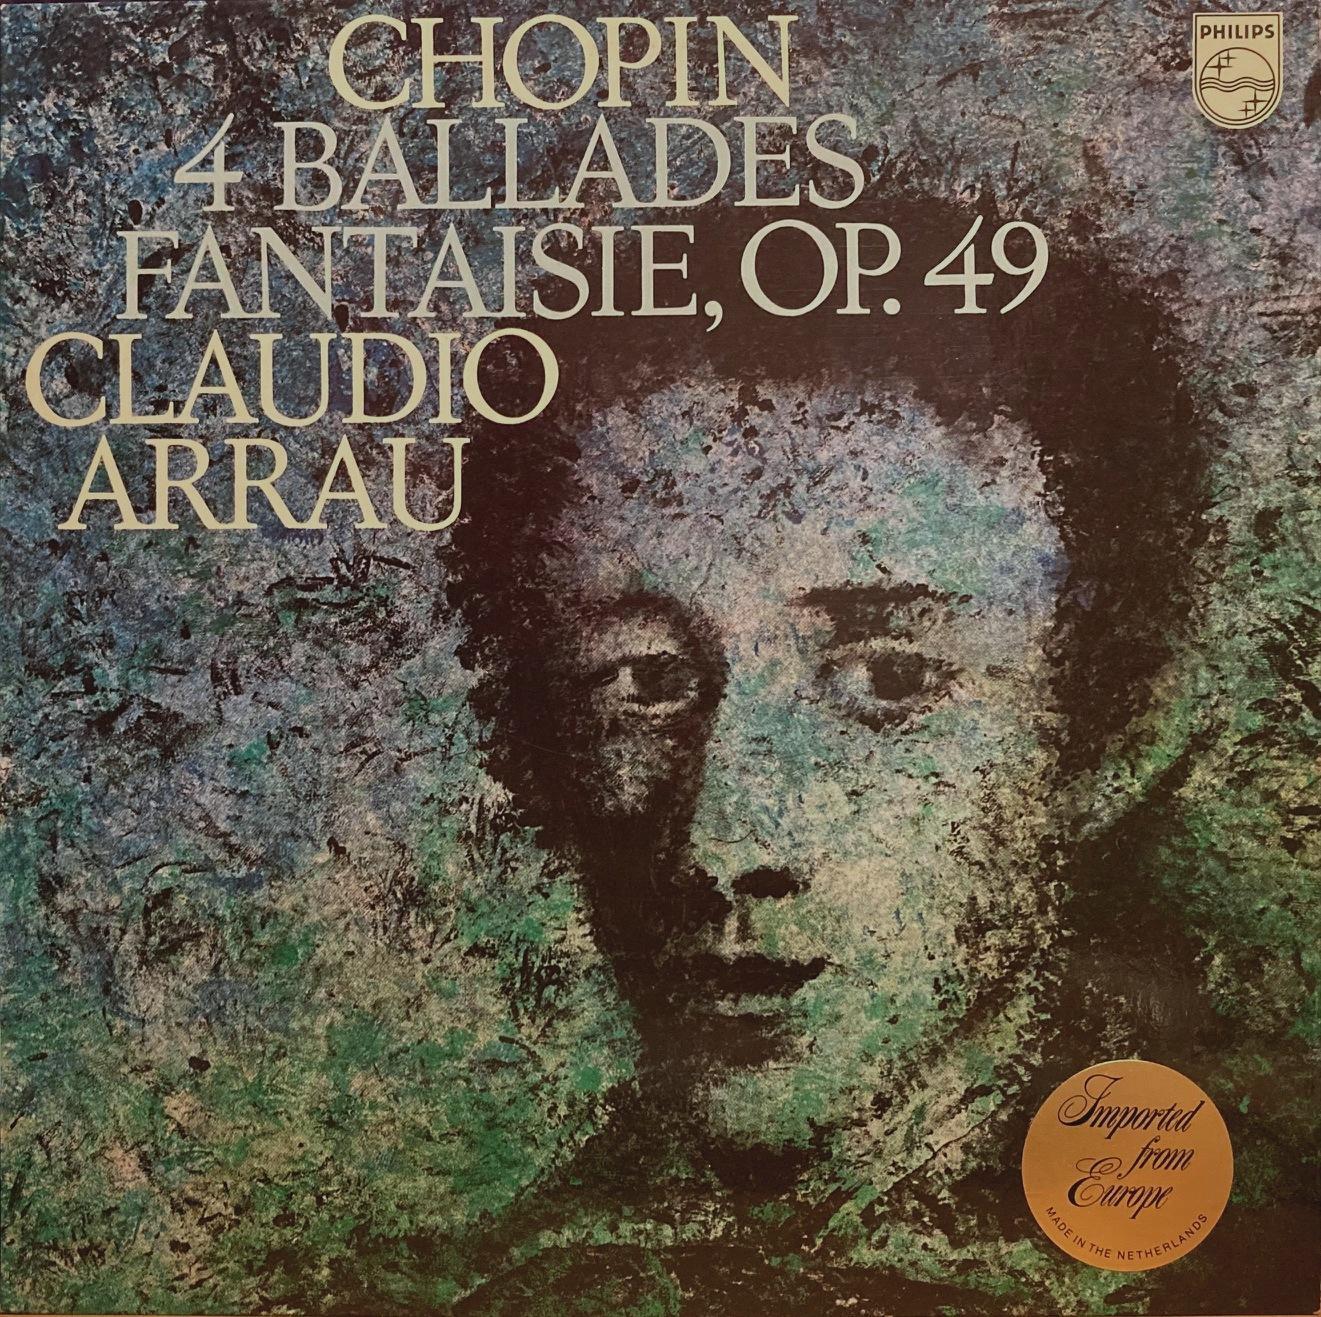 CHOPIN
4 BALLADES
FANTAISIE, OP. 49
CLAUDIO
ARRAU
PHILIPS
Imported
from
Europe
MADE IN THE NETHERLANDS